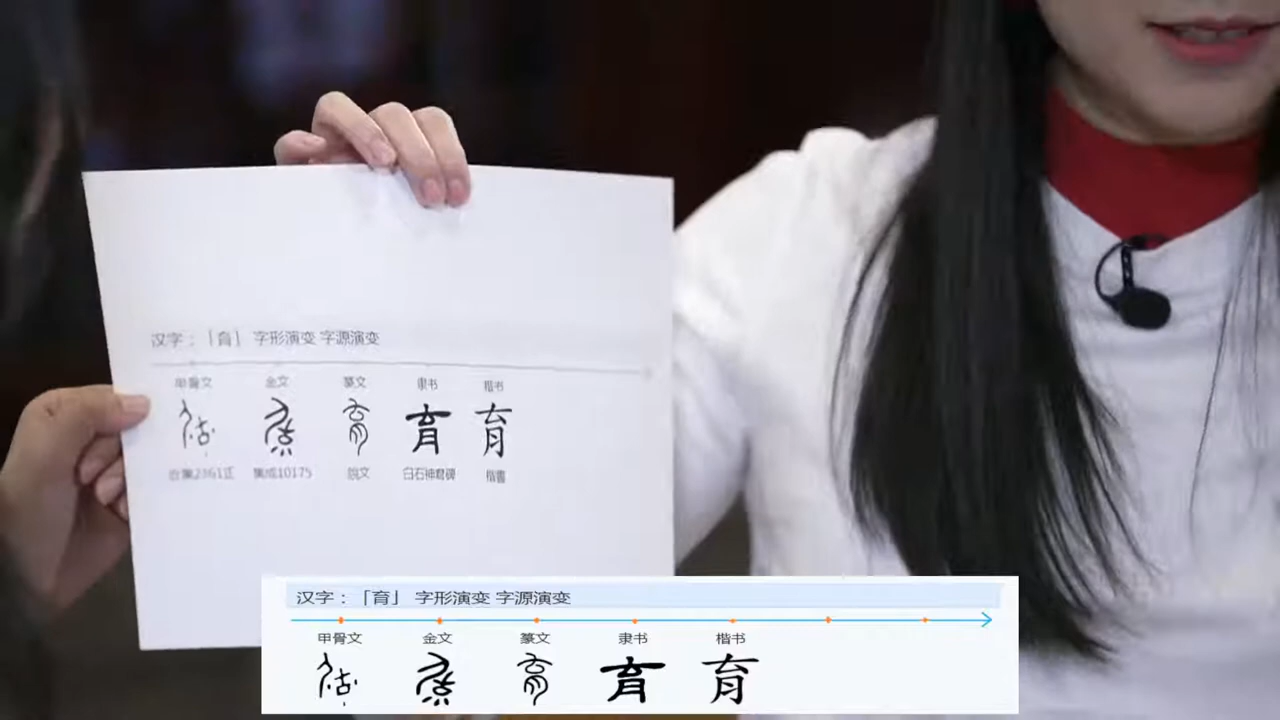 汉字：「育」 字形演变 字源演变
甲骨文 金文 篆文 隶书 楷书
育 育
合集2361正 集成10175 说文 白石神君碑 楷書
汉字：「育」 字形演变 字源演变
甲骨文 金文 篆文 隶书 楷书
育 育